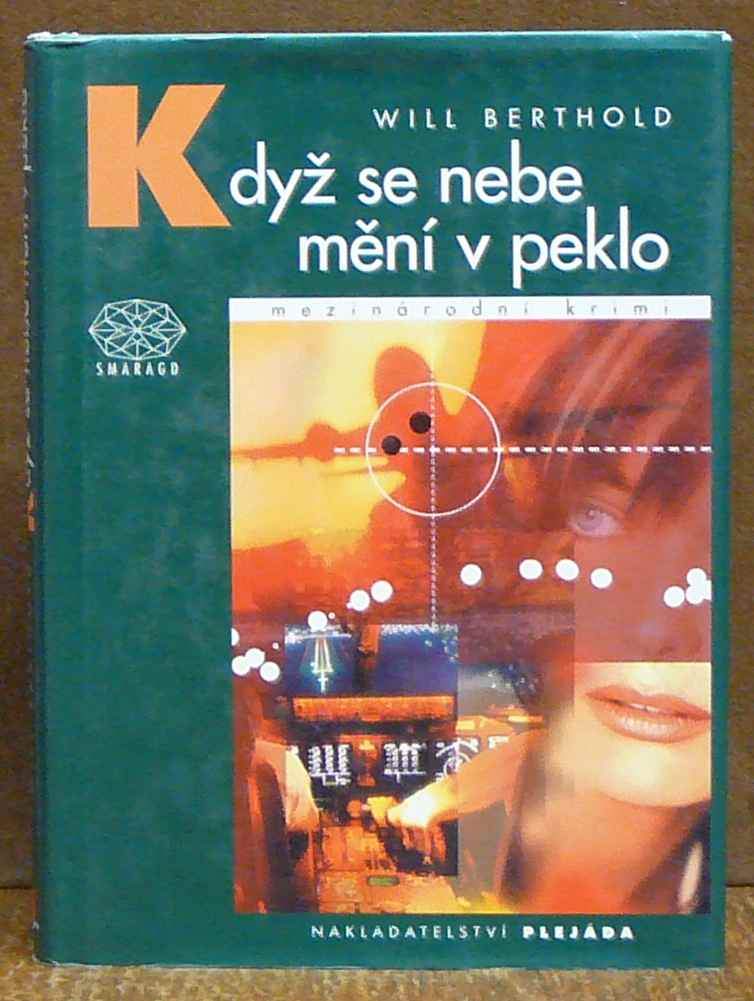 WILL BERTHOLD
Když se nebe
mění v peklo
mezinárodní krimi
SMARAGD
NAKLADATELSTVÍ PLEJÁDA